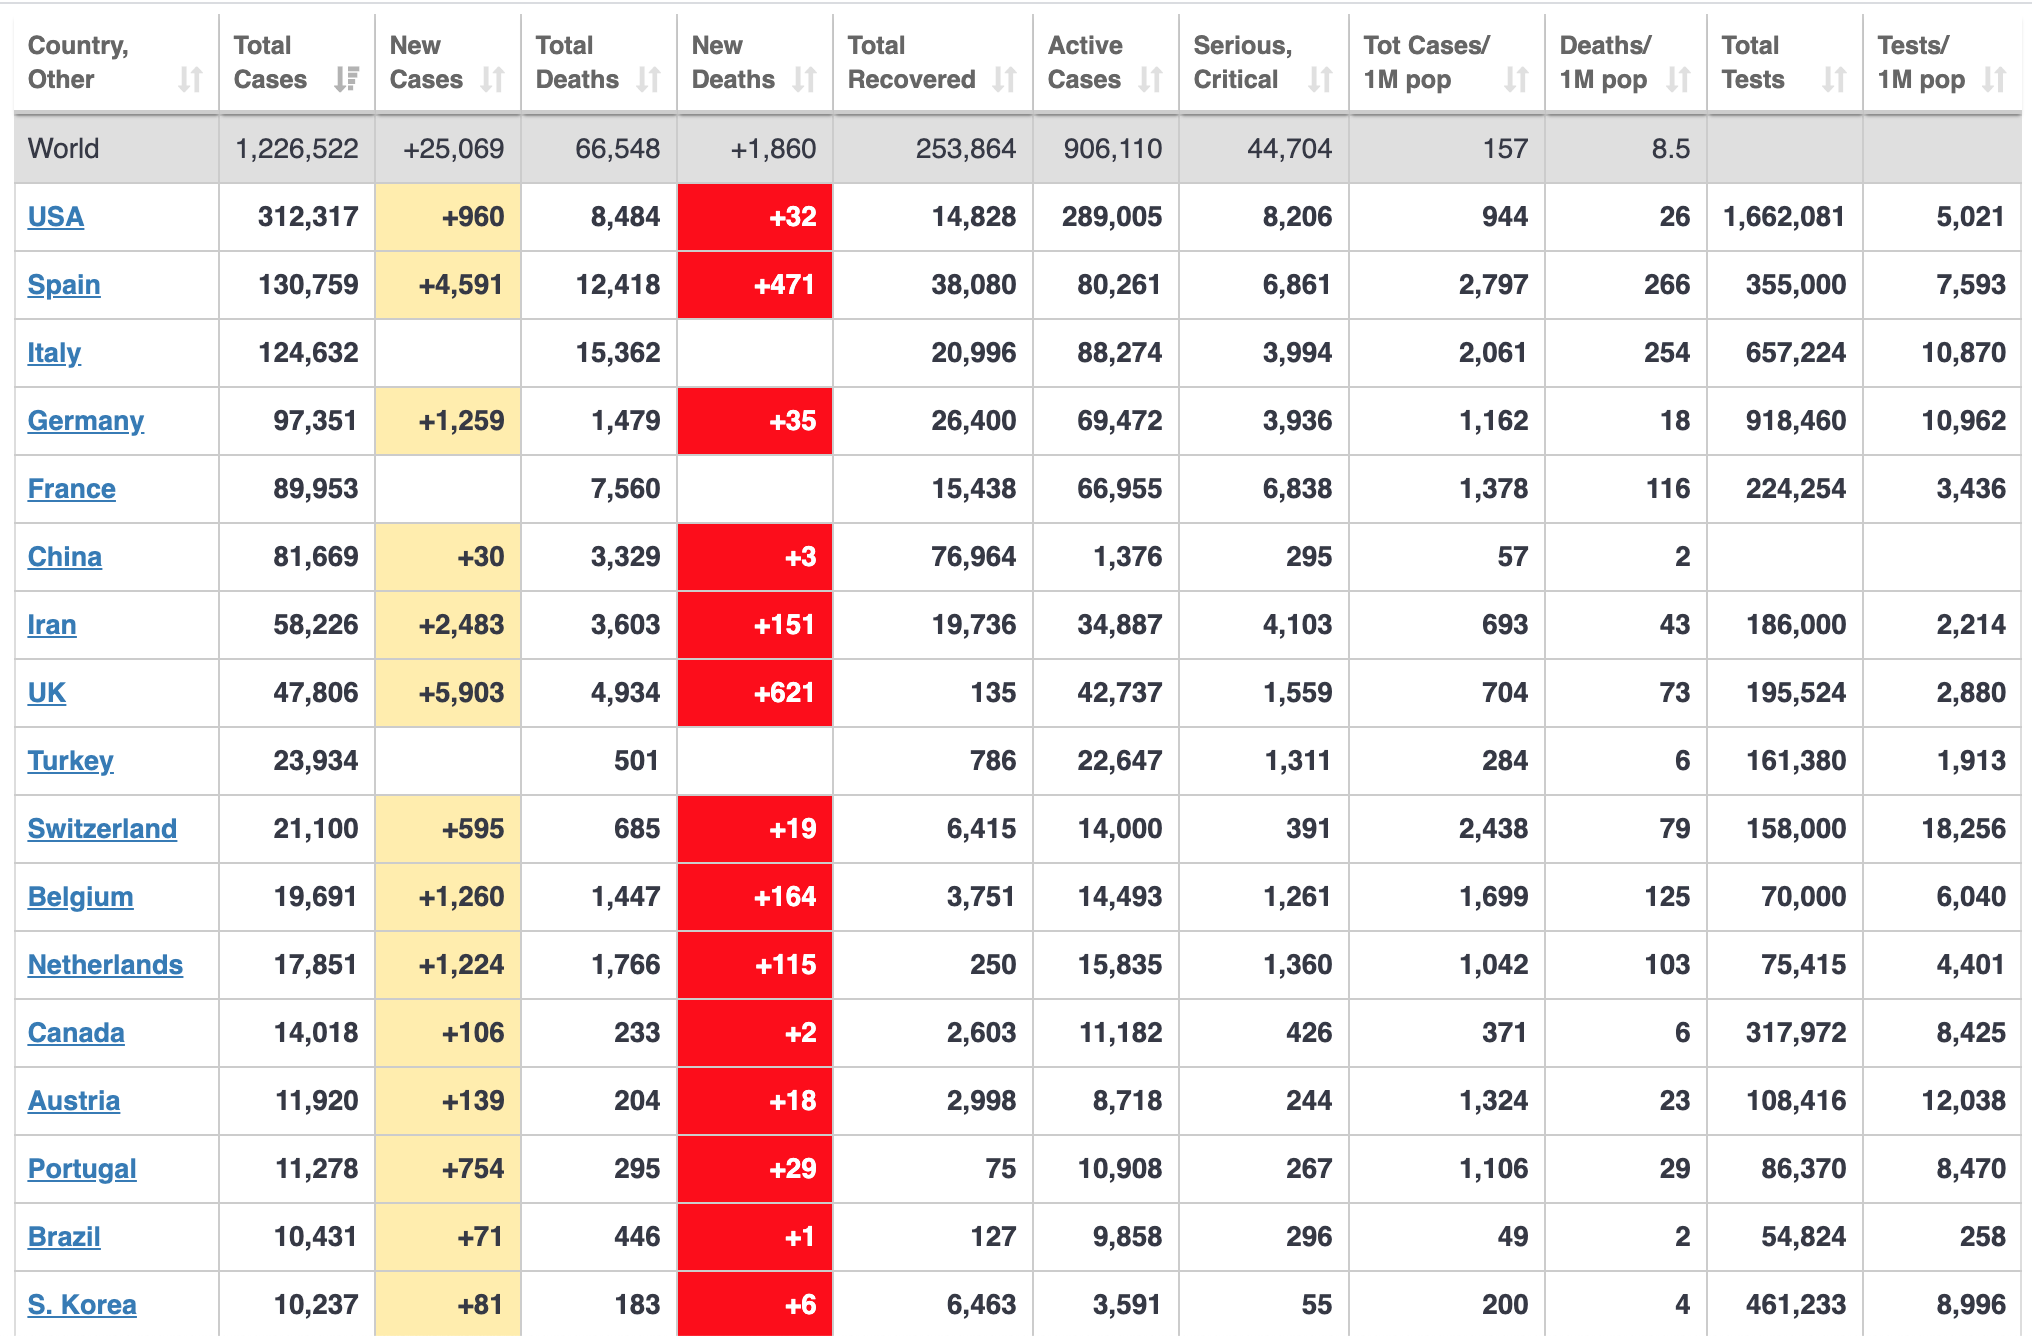 Country, Other Total Cases New Cases Total Deaths New Deaths Total Recovered Active Cases Serious, Critical Tot Cases/ 1M pop Deaths/ 1M pop Total Tests Tests/ 1M pop
World 1,226,522 +25,069 66,548 +1,860 253,864 906,110 44,704 157 8.5
USA 312,317 +960 8,484 +32 14,828 289,005 8,206 944 26 1,662,081 5,021
Spain 130,759 +4,591 12,418 +471 38,080 80,261 6,861 2,797 266 355,000 7,593
Italy 124,632 15,362 20,996 88,274 3,994 2,061 254 657,224 10,870
Germany 97,351 +1,259 1,479 +35 26,400 69,472 3,936 1,162 18 918,460 10,962
France 89,953 7,560 15,438 66,955 6,838 1,378 116 224,254 3,436
China 81,669 +30 3,329 +3 76,964 1,376 295 57 2
Iran 58,226 +2,483 3,603 +151 19,736 34,887 4,103 693 43 186,000 2,214
UK 47,806 +5,903 4,934 +621 135 42,737 1,559 704 73 195,524 2,880
Turkey 23,934 501 786 22,647 1,311 284 6 161,380 1,913
Switzerland 21,100 +595 685 +19 6,415 14,000 391 2,438 79 158,000 18,256
Belgium 19,691 +1,260 1,447 +164 3,751 14,493 1,261 1,699 125 70,000 6,040
Netherlands 17,851 +1,224 1,766 +115 250 15,835 1,360 1,042 103 75,415 4,401
Canada 14,018 +106 233 +2 2,603 11,182 426 371 6 317,972 8,425
Austria 11,920 +139 204 +18 2,998 8,718 244 1,324 23 108,416 12,038
Portugal 11,278 +754 295 +29 75 10,908 267 1,106 29 86,370 8,470
Brazil 10,431 +71 446 +1 127 9,858 296 49 2 54,824 258
S. Korea 10,237 +81 183 +6 6,463 3,591 55 200 4 461,233 8,996